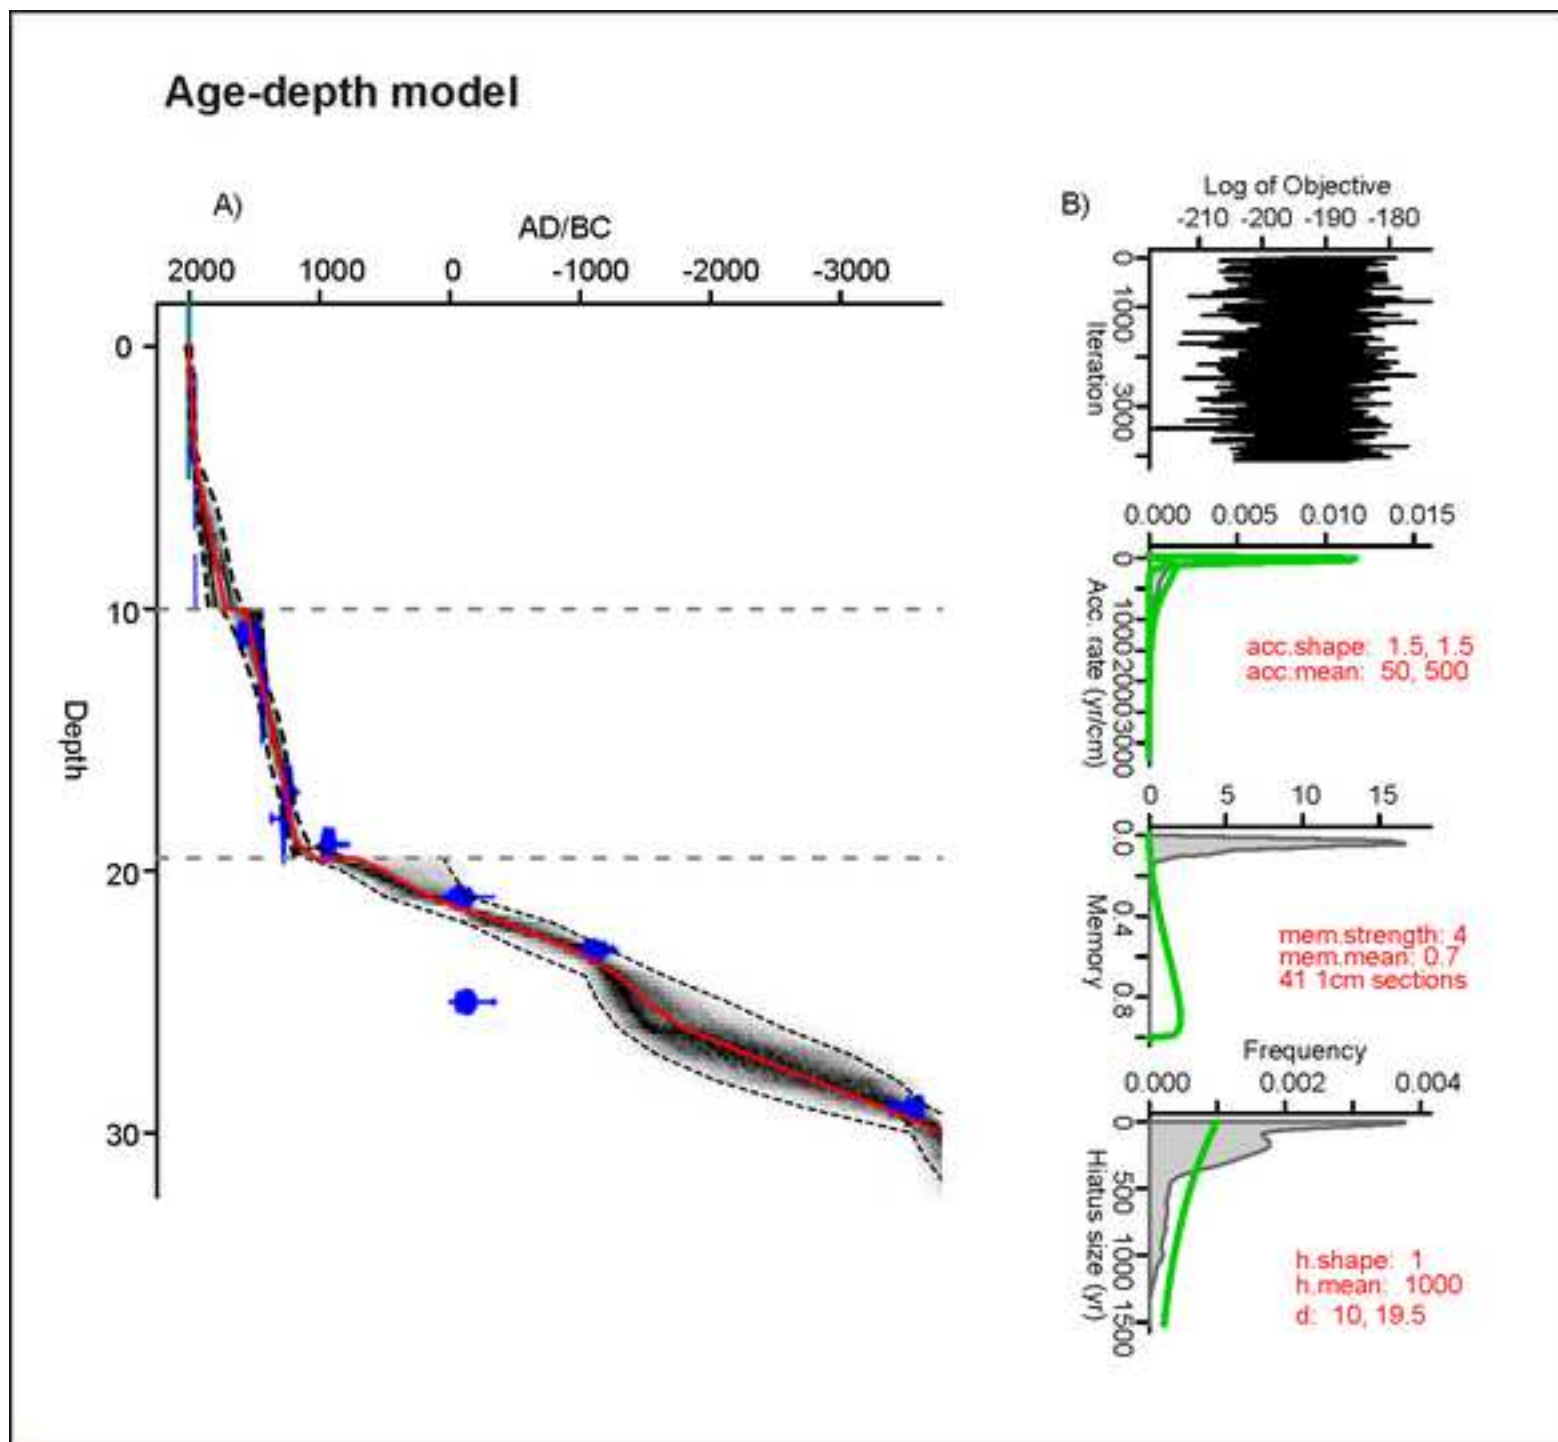 Age-depth model
A)
AD/BC
2000 1000 0 -1000 -2000 -3000
0
10
20
30
Depth
B)
Log of Objective
-210 -200 -190 -180
0 1000 3000
Iteration
0.000 0.005 0.010 0.015
0 1000 2000 3000
Acc. rate (yr/cm)
acc.shape: 1.5, 1.5
acc.mean: 50, 500
0 5 10 15
0.0 0.4 0.8
Memory
mem.strength: 4
mem.mean: 0.7
41 1cm sections
Frequency
0.000 0.002 0.004
0 500 1000 1500
Hiatus size (yr)
h.shape: 1
h.mean: 1000
d: 10, 19.5